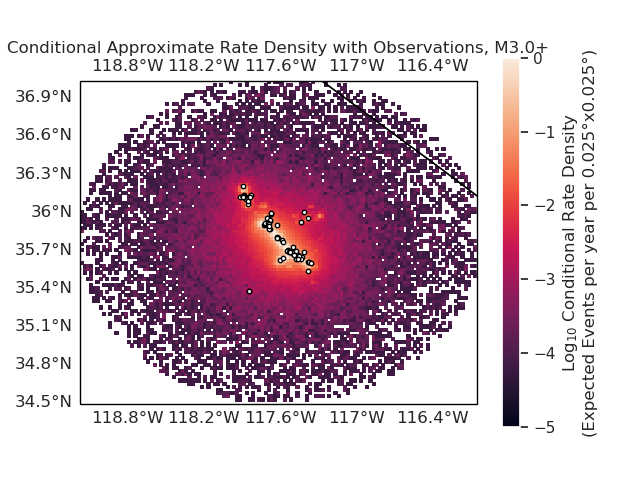 Conditional Approximate Rate Density with Observations, M3.0+
118.8°W 118.2°W 117.6°W 117°W 116.4°W
36.9°N
36.6°N
36.3°N
36°N
35.7°N
35.4°N
35.1°N
34.8°N
34.5°N
118.8°W 118.2°W 117.6°W 117°W 116.4°W
0
−1
−2
−3
−4
−5
Log₁₀ Conditional Rate Density
(Expected Events per year per 0.025°x0.025°)